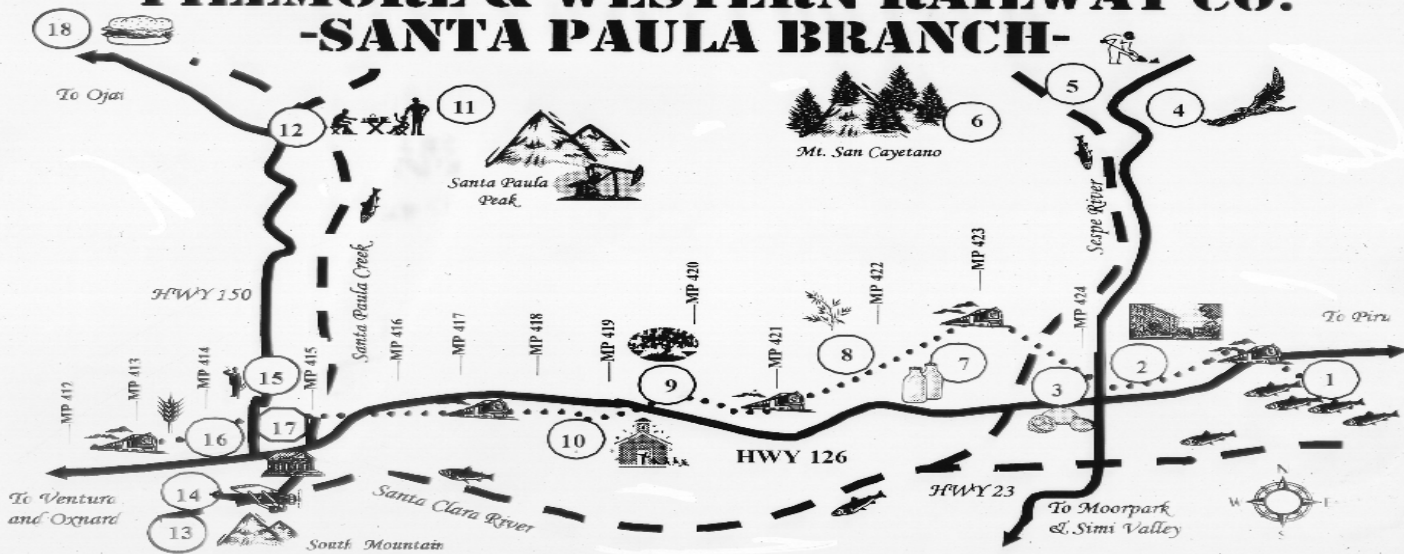 FILLMORE & WESTERN RAILWAY CO.
-SANTA PAULA BRANCH-
18
To Ojai
12
11
5
4
6
Mt. San Cayetano
Santa Paula
Peak
Sespe River
Santa Paula Creek
HWY 150
MP 412
MP 413
MP 414
MP 415
MP 416
MP 417
MP 418
MP 419
MP 420
MP 421
MP 422
MP 423
MP 424
To Piru
15
9
8
7
3
2
1
16
17
10
HWY 126
14
13
To Ventura
and Oxnard
Santa Clara River
South Mountain
HWY 23
To Moorpark
& Simi Valley
N
W
E
S